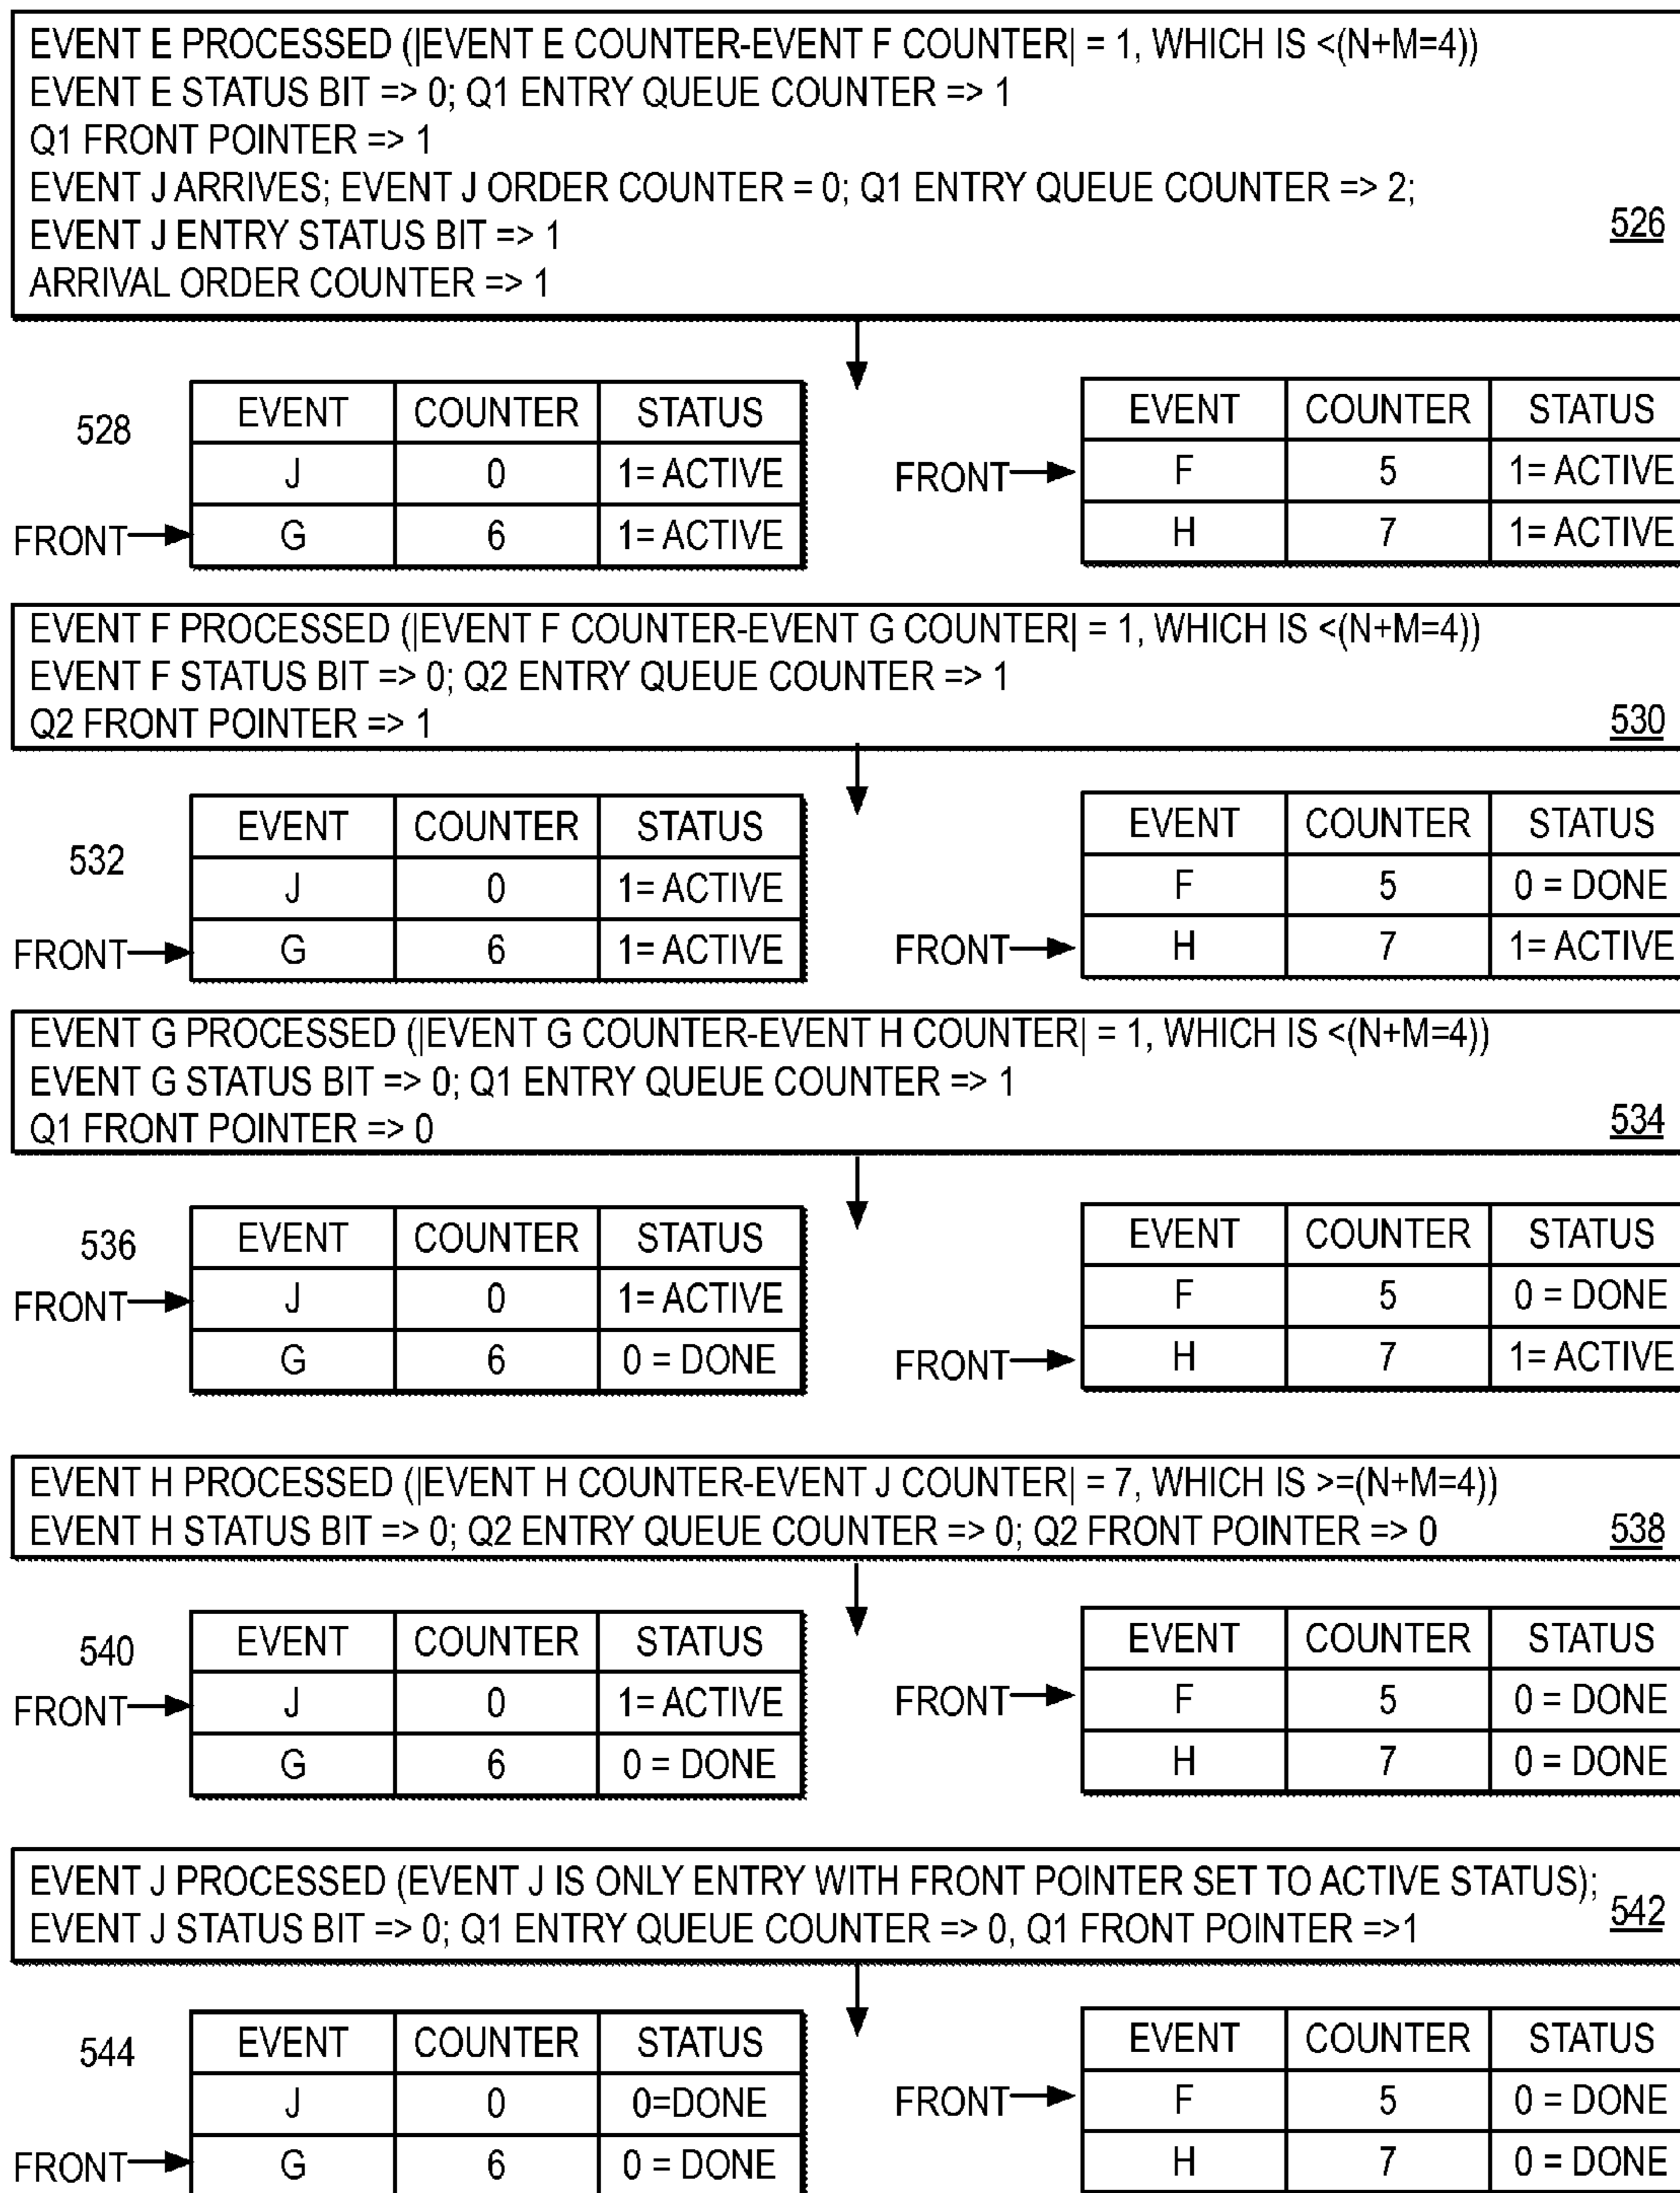 EVENT E PROCESSED (|EVENT E COUNTER-EVENT F COUNTER| = 1, WHICH IS <(N+M=4))
EVENT E STATUS BIT => 0; Q1 ENTRY QUEUE COUNTER => 1
Q1 FRONT POINTER => 1
EVENT J ARRIVES; EVENT J ORDER COUNTER = 0; Q1 ENTRY QUEUE COUNTER => 2;
EVENT J ENTRY STATUS BIT => 1
526
ARRIVAL ORDER COUNTER => 1
528
EVENT COUNTER STATUS
J 0 1= ACTIVE
FRONT G 6 1= ACTIVE
EVENT COUNTER STATUS
FRONT F 5 1= ACTIVE
H 7 1= ACTIVE
EVENT F PROCESSED (|EVENT F COUNTER-EVENT G COUNTER| = 1, WHICH IS <(N+M=4))
EVENT F STATUS BIT => 0; Q2 ENTRY QUEUE COUNTER => 1
Q2 FRONT POINTER => 1
530
532
EVENT COUNTER STATUS
J 0 1= ACTIVE
FRONT G 6 1= ACTIVE
EVENT COUNTER STATUS
F 5 0 = DONE
FRONT H 7 1= ACTIVE
EVENT G PROCESSED (|EVENT G COUNTER-EVENT H COUNTER| = 1, WHICH IS <(N+M=4))
EVENT G STATUS BIT => 0; Q1 ENTRY QUEUE COUNTER => 1
Q1 FRONT POINTER => 0
534
536
EVENT COUNTER STATUS
FRONT J 0 1= ACTIVE
G 6 0 = DONE
EVENT COUNTER STATUS
F 5 0 = DONE
FRONT H 7 1= ACTIVE
EVENT H PROCESSED (|EVENT H COUNTER-EVENT J COUNTER| = 7, WHICH IS >=(N+M=4))
EVENT H STATUS BIT => 0; Q2 ENTRY QUEUE COUNTER => 0; Q2 FRONT POINTER => 0
538
540
EVENT COUNTER STATUS
FRONT J 0 1= ACTIVE
G 6 0 = DONE
EVENT COUNTER STATUS
FRONT F 5 0 = DONE
H 7 0 = DONE
EVENT J PROCESSED (EVENT J IS ONLY ENTRY WITH FRONT POINTER SET TO ACTIVE STATUS);
EVENT J STATUS BIT => 0; Q1 ENTRY QUEUE COUNTER => 0, Q1 FRONT POINTER =>1
542
544
EVENT COUNTER STATUS
J 0 0=DONE
FRONT G 6 0 = DONE
EVENT COUNTER STATUS
FRONT F 5 0 = DONE
H 7 0 = DONE